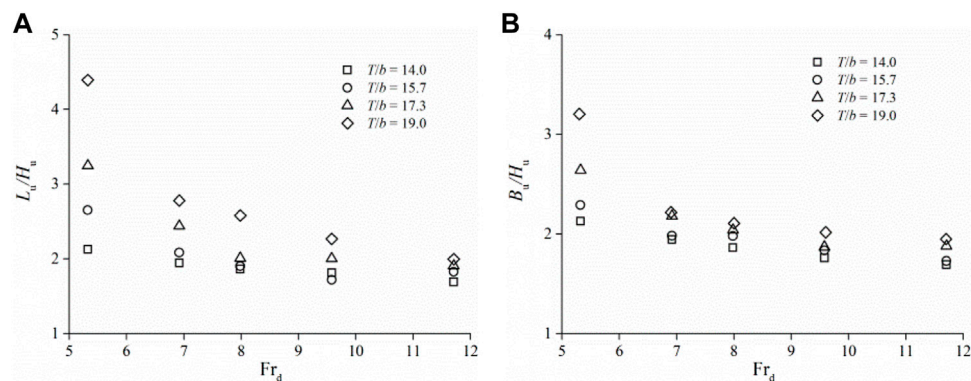 A
5
4
3
2
1
L_u/H_u
5 6 7 8 9 10 11 12
Fr_d
T/b = 14.0
T/b = 15.7
T/b = 17.3
T/b = 19.0
B
4
3
2
1
B_u/H_u
5 6 7 8 9 10 11 12
Fr_d
T/b = 14.0
T/b = 15.7
T/b = 17.3
T/b = 19.0